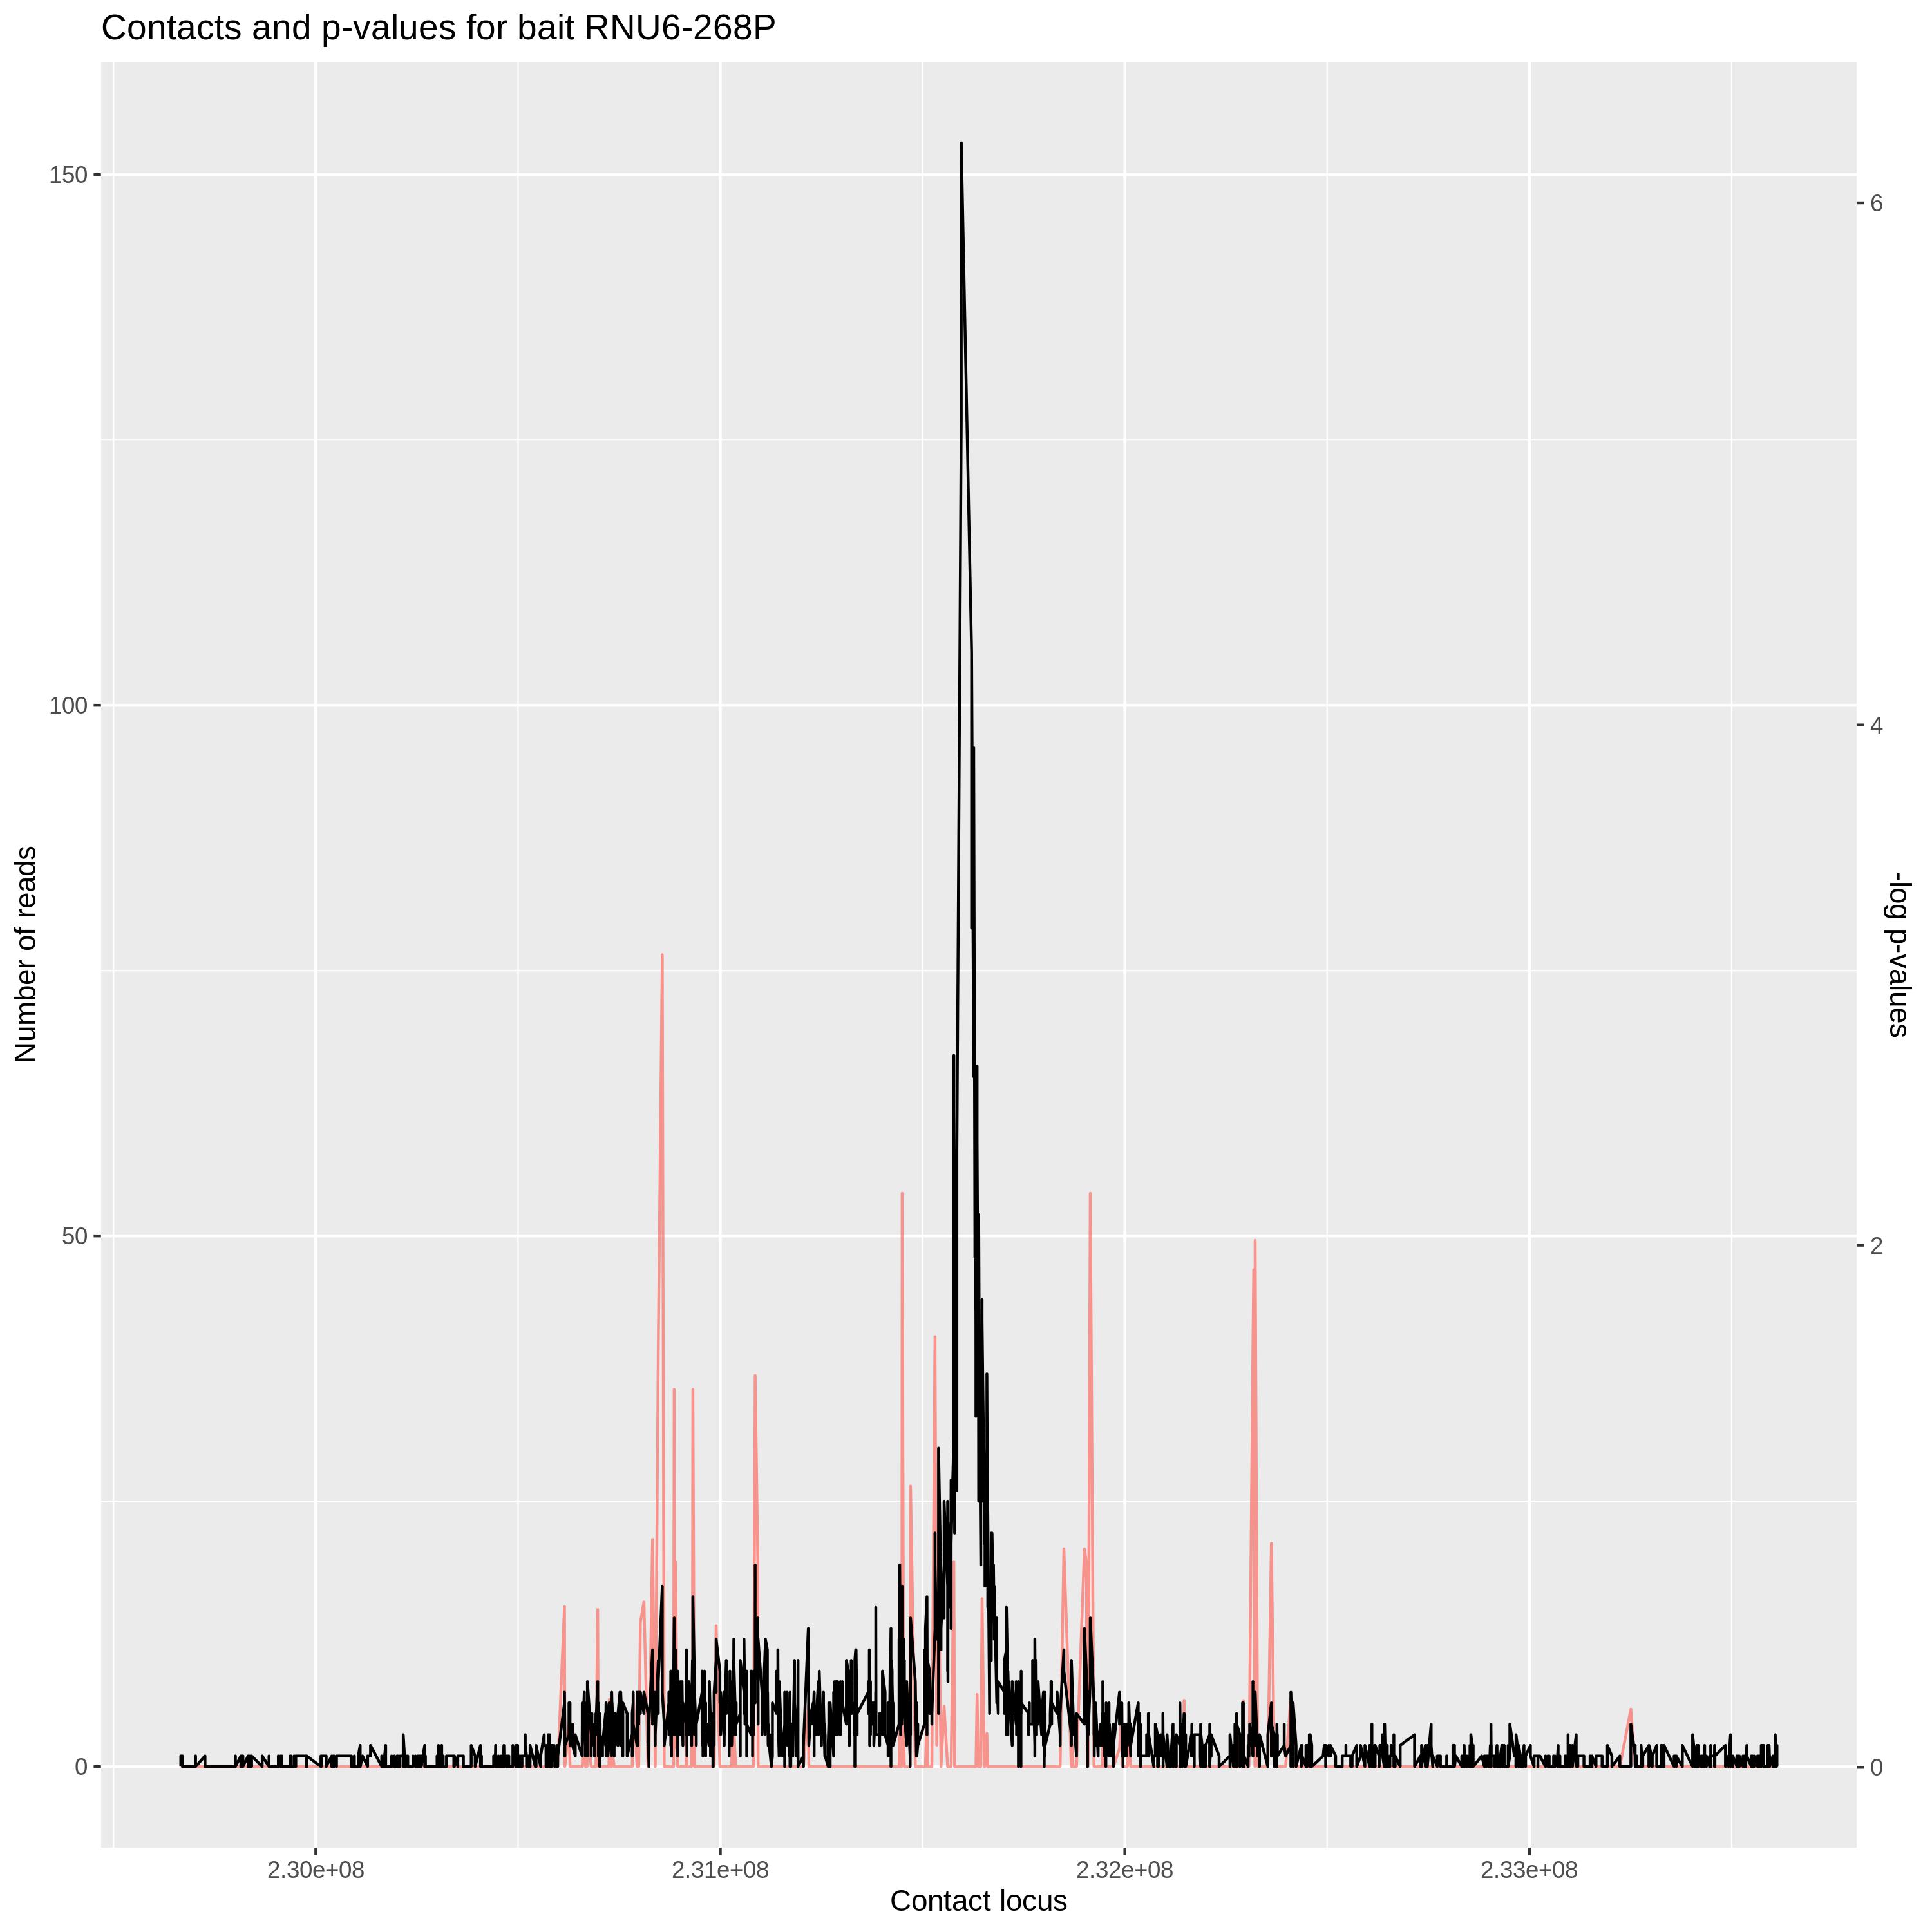 Contacts and p-values for bait RNU6-268P
150
100
50
0
Number of reads
6
4
2
0
-log p-values
2.30e+08
2.31e+08
2.32e+08
2.33e+08
Contact locus